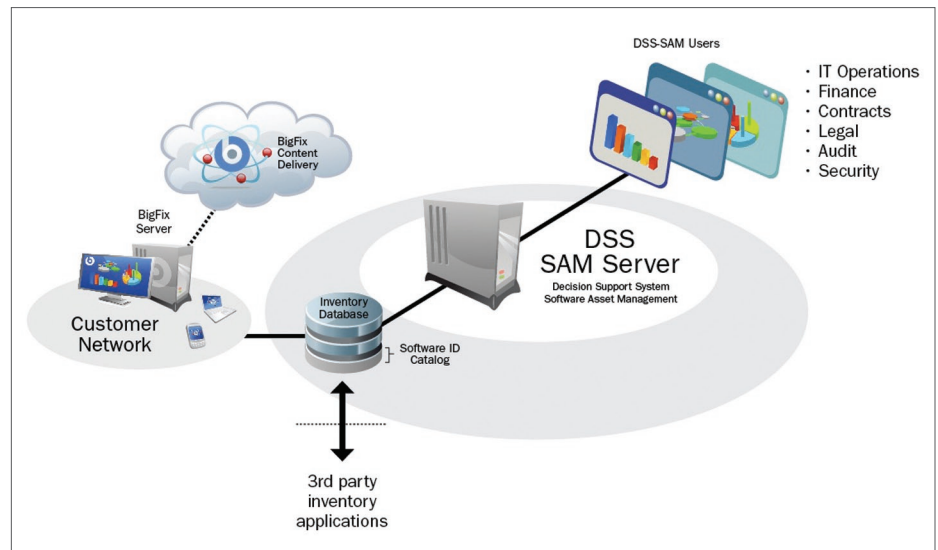 DSS-SAM Users
· IT Operations
· Finance
· Contracts
· Legal
· Audit
· Security
BigFix
Content
Delivery
BigFix
Server
DSS
SAM Server
Decision Support System
Software Asset Management
Inventory
Database
Customer
Network
Software ID
Catalog
3rd party
inventory
applications